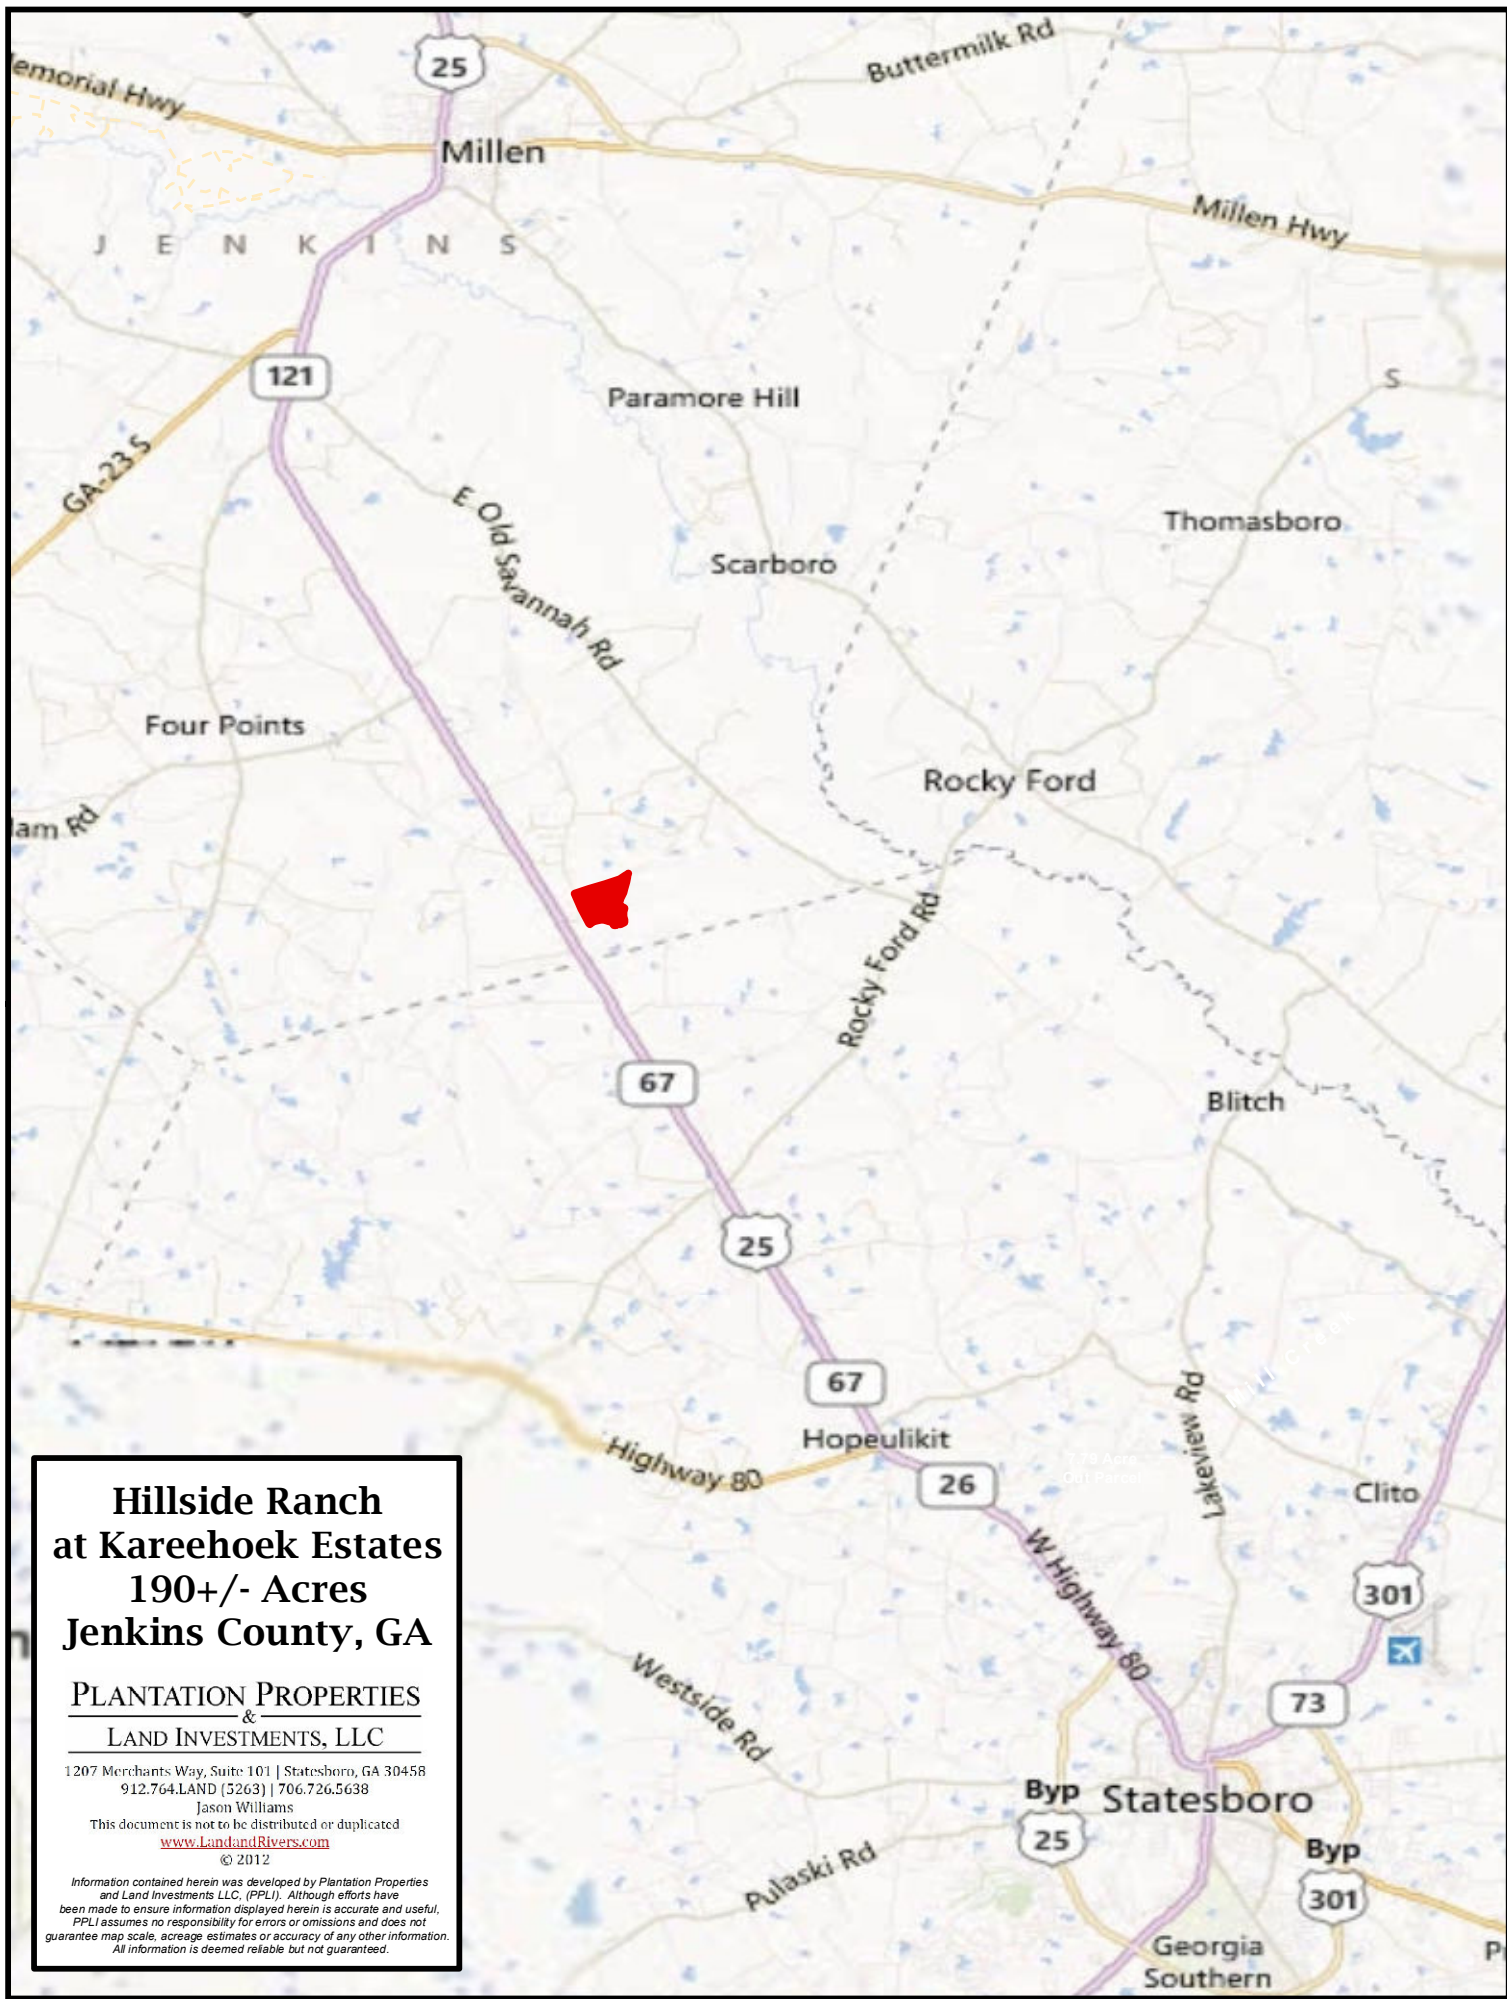 25
Buttermilk Rd
emorial Hwy
Millen
Millen Hwy
J E N K I N S
121
Paramore Hill
S
GA-23 S
E Old Savannah Rd
Thomasboro
Scarboro
Four Points
Rocky Ford
lam Rd
Rocky Ford Rd
67
Blitch
25
67
Lakeview Rd
Hopeulikit
Highway 80
26
Clito
W Highway 80
301
Westside Rd
73
Byp
Statesboro
25
Byp
Pulaski Rd
301
Georgia
Southern
Hillside Ranch
at Kareehoek Estates
190+/- Acres
Jenkins County, GA
PLANTATION PROPERTIES
&
LAND INVESTMENTS, LLC
1207 Merchants Way, Suite 101 | Statesboro, GA 30458
912.764.LAND (5263) | 706.726.5638
Jason Williams
This document is not to be distributed or duplicated
www.LandandRivers.com
© 2012
Information contained herein was developed by Plantation Properties
and Land Investments LLC, (PPLI). Although efforts have
been made to ensure information displayed herein is accurate and useful,
PPLI assumes no responsibility for errors or omissions and does not
guarantee map scale, acreage estimates or accuracy of any other information.
All information is deemed reliable but not guaranteed.